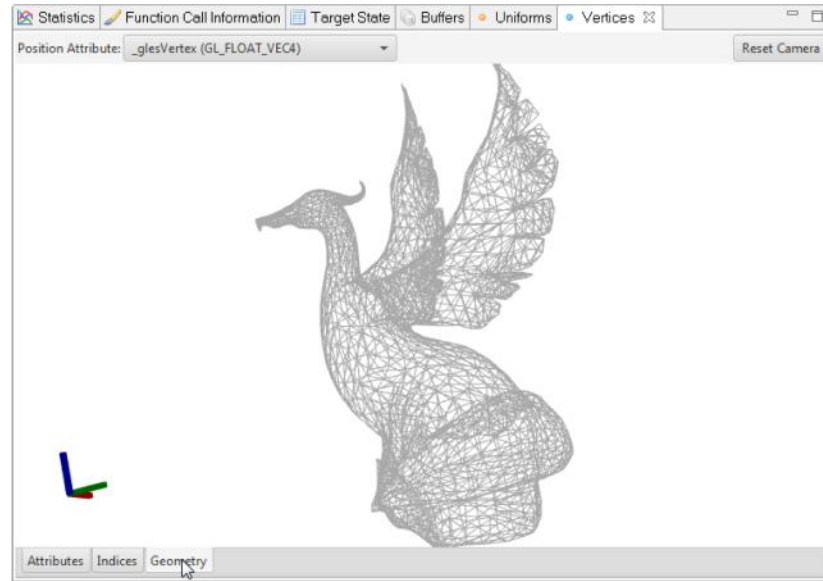 Statistics Function Call Information Target State Buffers Uniforms Vertices
Position Attribute: _glesVertex (GL_FLOAT_VEC4) Reset Camera
Attributes Indices Geometry